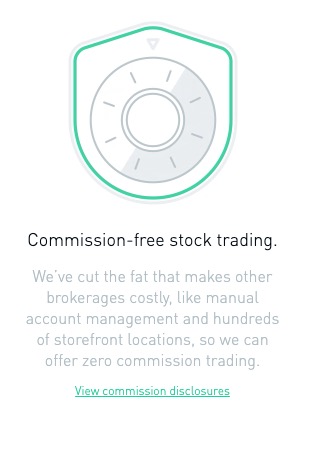 Commission-free stock trading.
We've cut the fat that makes other
brokerages costly, like manual
account management and hundreds
of storefront locations, so we can
offer zero commission trading.
View commission disclosures